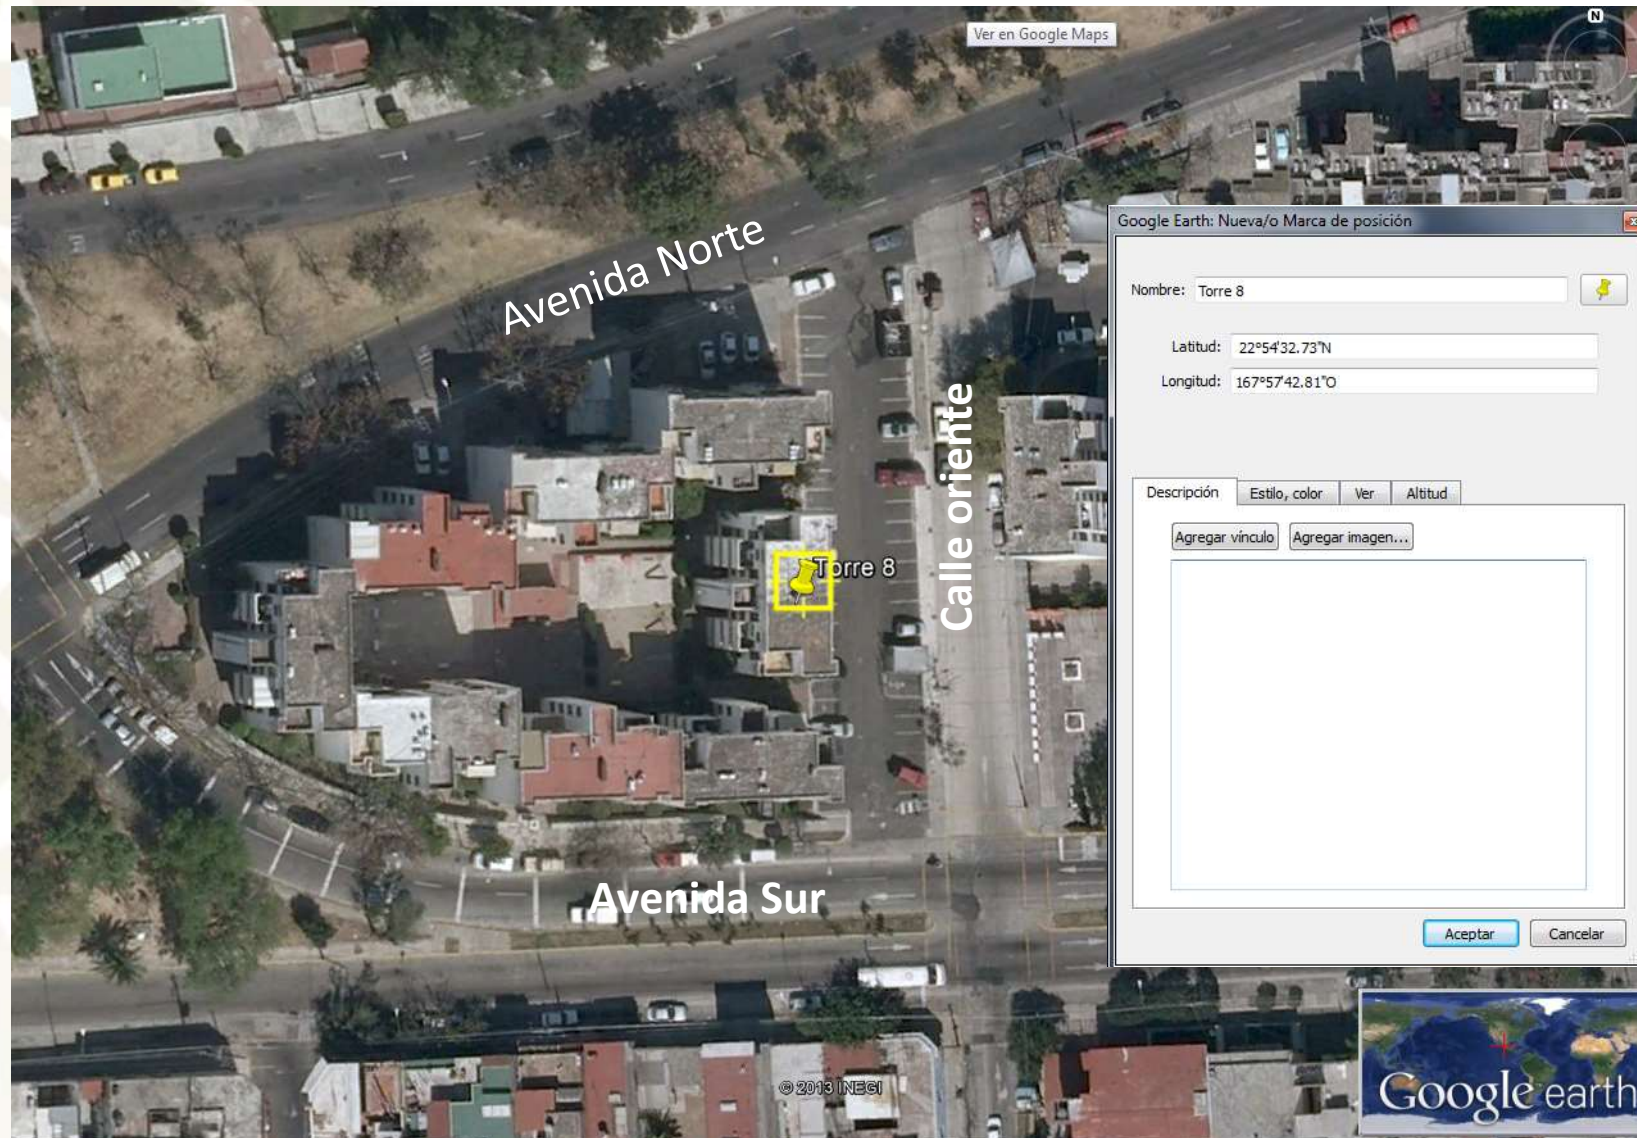 Ver en Google Maps
N
Avenida Norte
Calle oriente
Torre 8
Avenida Sur
© 2013 INEGI
Google Earth: Nueva/o Marca de posición
Nombre: Torre 8
Latitud: 22°54'32.73"N
Longitud: 167°57'42.81"O
Descripción Estilo, color Ver Altitud
Agregar vínculo Agregar imagen...
Aceptar Cancelar
Google earth